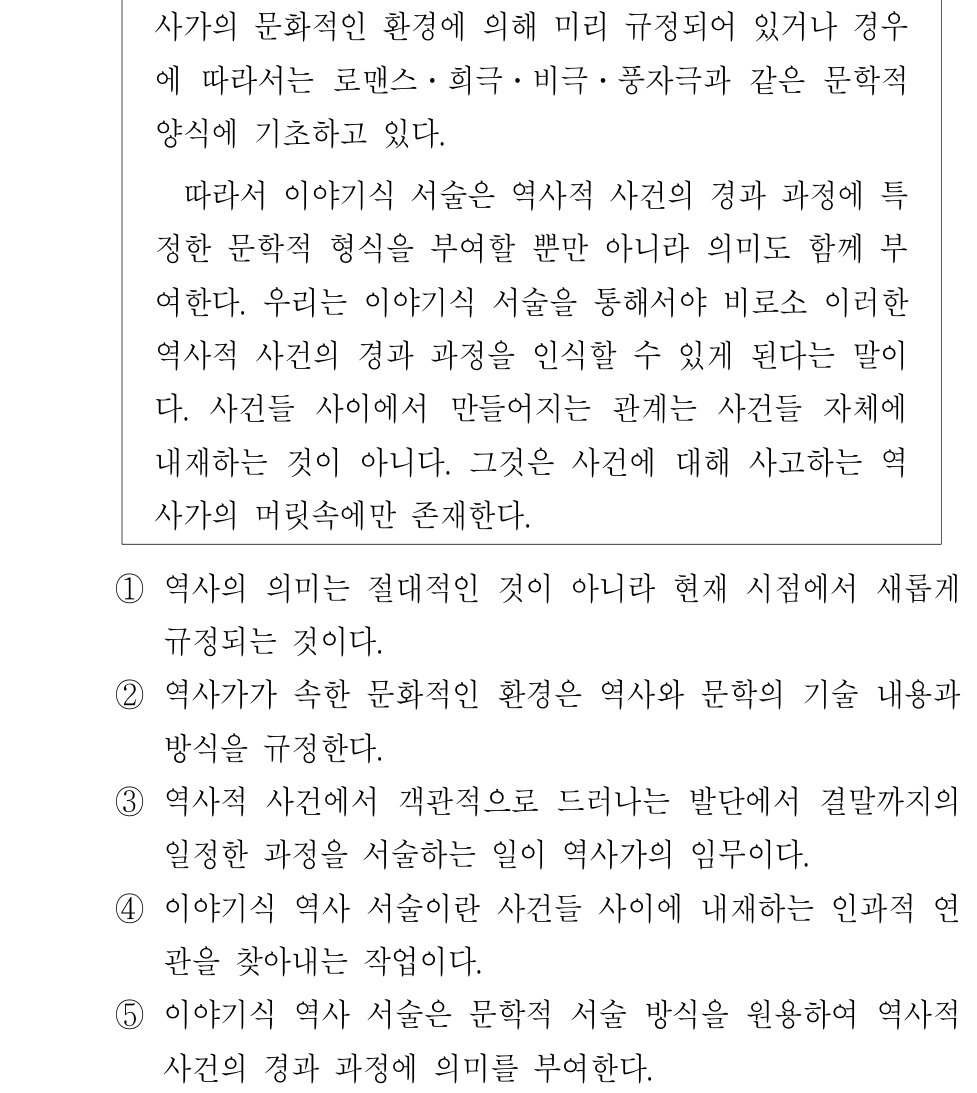 사가의 문화적인 환경에 의해 미리 규정되어 있거나 경우
에 따라서는 로맨스·희극·비극·풍자극과 같은 문학적
양식에 기초하고 있다.
따라서 이야기식 서술은 역사적 사건의 경과 과정에 특
정한 문학적 형식을 부여할 뿐만 아니라 의미도 함께 부
여한다. 우리는 이야기식 서술을 통해서야 비로소 이러한
역사적 사건의 경과 과정을 인식할 수 있게 된다는 말이
다. 사건들 사이에서 만들어지는 관계는 사건들 자체에
내재하는 것이 아니다. 그것은 사건에 대해 사고하는 역
사가의 머릿속에만 존재한다.
① 역사의 의미는 절대적인 것이 아니라 현재 시점에서 새롭게
규정되는 것이다.
② 역사가가 속한 문화적인 환경은 역사와 문학의 기술 내용과
방식을 규정한다.
③ 역사적 사건에서 객관적으로 드러나는 발단에서 결말까지의
일정한 과정을 서술하는 일이 역사가의 임무이다.
④ 이야기식 역사 서술이란 사건들 사이에 내재하는 인과적 연
관을 찾아내는 작업이다.
⑤ 이야기식 역사 서술은 문학적 서술 방식을 원용하여 역사적
사건의 경과 과정에 의미를 부여한다.